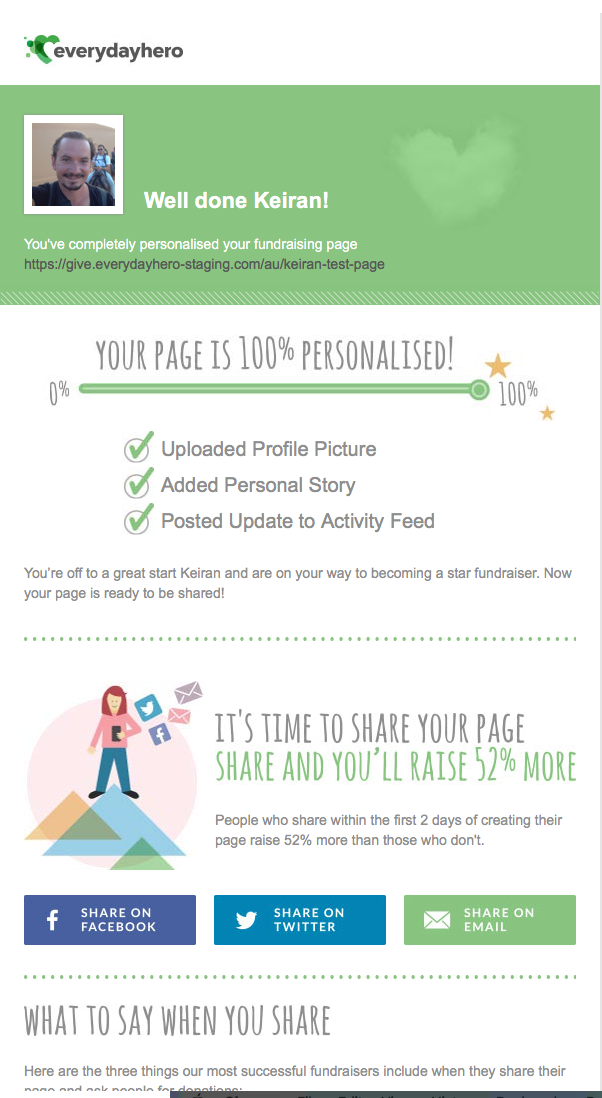 everydayhero
Well done Keiran!
You've completely personalised your fundraising page
https://give.everydayhero-staging.com/au/keiran-test-page
YOUR PAGE IS 100% PERSONALISED!
0%
100%
Uploaded Profile Picture
Added Personal Story
Posted Update to Activity Feed
You're off to a great start Keiran and are on your way to becoming a star fundraiser. Now
your page is ready to be shared!
IT'S TIME TO SHARE YOUR PAGE
SHARE AND YOU'LL RAISE 52% MORE
People who share within the first 2 days of creating their
page raise 52% more than those who don't.
SHARE ON
FACEBOOK
SHARE ON
TWITTER
SHARE ON
EMAIL
WHAT TO SAY WHEN YOU SHARE
Here are the three things our most successful fundraisers include when they share their
page and ask people for donations: